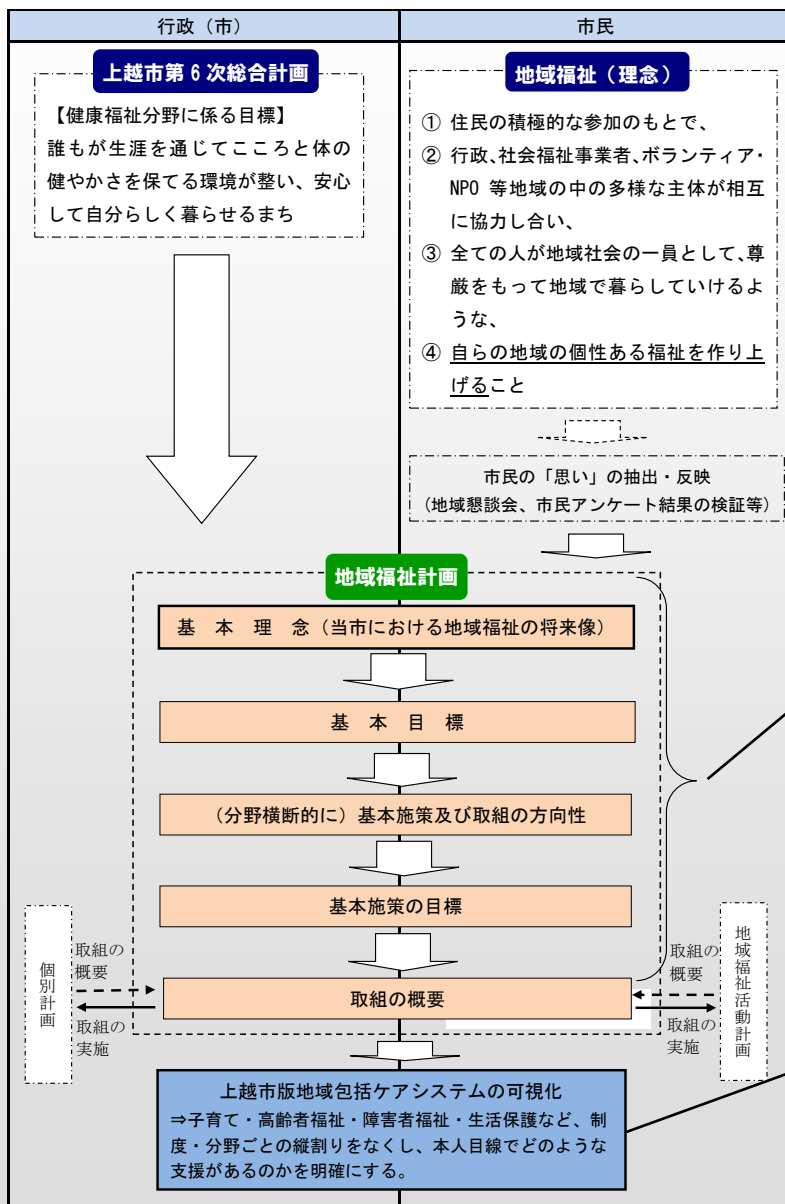 行政（市）
市民
上越市第6次総合計画
【健康福祉分野に係る目標】
誰もが生涯を通じてこころと体の
健やかさを保てる環境が整い、安心
して自分らしく暮らせるまち
地域福祉（理念）
① 住民の積極的な参加のもとで、
② 行政、社会福祉事業者、ボランティア・
NPO 等地域の中の多様な主体が相互
に協力し合い、
③ 全ての人が地域社会の一員として、尊
厳をもって地域で暮らしていけるよ
うな、
④ 自らの地域の個性ある福祉を作り上
げること
市民の「思い」の抽出・反映
（地域懇談会、市民アンケート結果の検証等）
地域福祉計画
基 本 理 念（当市における地域福祉の将来像）
基 本 目 標
（分野横断的に）基本施策及び取組の方向性
基本施策の目標
取組の概要
個別計画
取組の
概要
取組の
実施
取組の
概要
取組の
実施
地域福祉活動計画
上越市版地域包括ケアシステムの可視化
⇒子育て・高齢者福祉・障害者福祉・生活保護など、制
度・分野ごとの縦割りをなくし、本人目線でどのような
支援があるのかを明確にする。